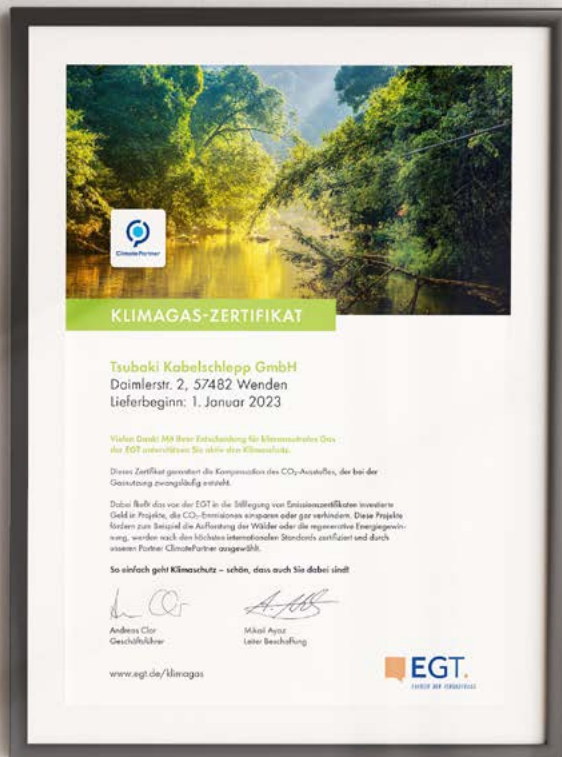 ClimatePartner
KLIMAGAS-ZERTIFIKAT
Tsubaki Kabelschlepp GmbH
Daimlerstr. 2, 57482 Wenden
Lieferbeginn: 1. Januar 2023
Vielen Dank! Mit Ihrer Entscheidung für klimaneutrales Gas
der EGT unterstützen Sie aktiv den Klimaschutz.
Dieses Zertifikat garantiert die Kompensation des CO₂-Ausstoßes, der bei der
Gasnutzung zwangsläufig entsteht.
Dabei fließt das von der EGT in die Stilllegung von Emissionszertifikaten investierte
Geld in Projekte, die CO₂-Emmisionen einsparen oder gar verhindern. Diese Projekte
fördern zum Beispiel die Aufforstung der Wälder oder die regenerative Energiegewin-
nung, werden nach den höchsten internationalen Standards zertifiziert und durch
unseren Partner ClimatePartner ausgewählt.
So einfach geht Klimaschutz – schön, dass auch Sie dabei sind!
Andreas Clor
Mikail Ayaz
Geschäftsführer
Leiter Beschaffung
www.egt.de/klimagas
EGT.